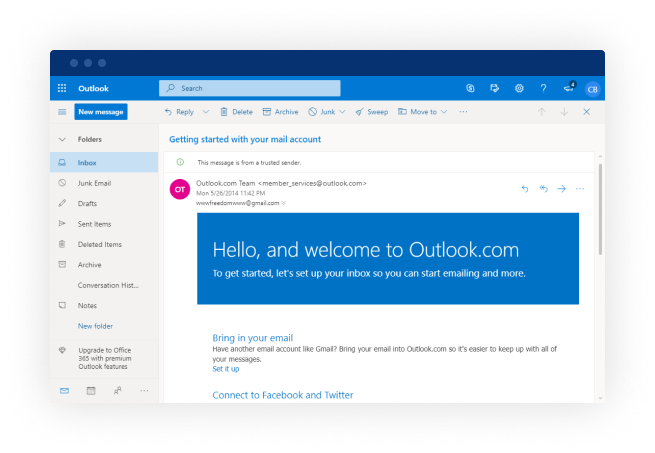 Outlook
Search
4
CB
New message
Reply
Delete
Archive
Junk
Sweep
Move to
Folders
Inbox
Junk Email
Drafts
Sent Items
Deleted Items
Archive
Conversation Hist...
Notes
New folder
Upgrade to Office
365 with premium
Outlook features
Getting started with your mail account
This message is from a trusted sender.
OT
Outlook.com Team <member_services@outlook.com>
Mon 5/26/2014 11:42 PM
wwwfreedomwww@gmail.com
Hello, and welcome to Outlook.com
To get started, let's set up your inbox so you can start emailing and more.
Bring in your email
Have another email account like Gmail? Bring your email into Outlook.com so it's easier to keep up with all of
your messages.
Set it up
Connect to Facebook and Twitter